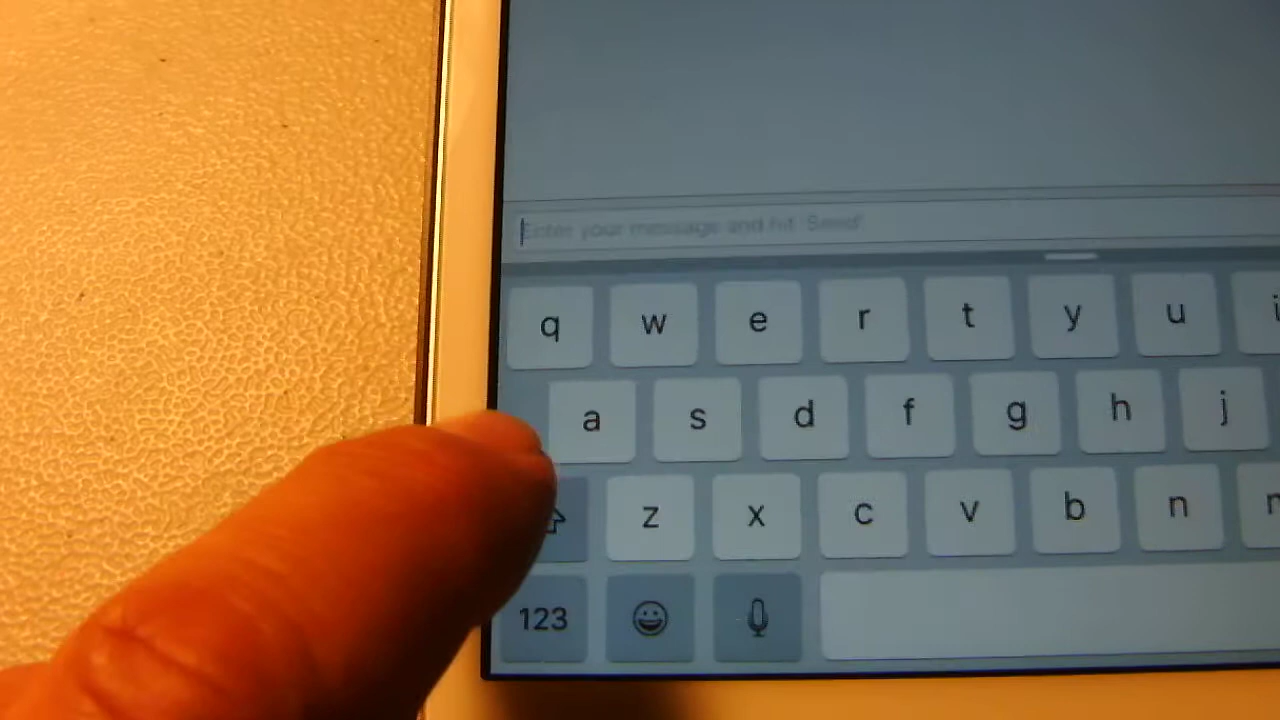 Enter your message and hit 'Send'
q w e r t y u i
a s d f g h j
z x c v b n
123